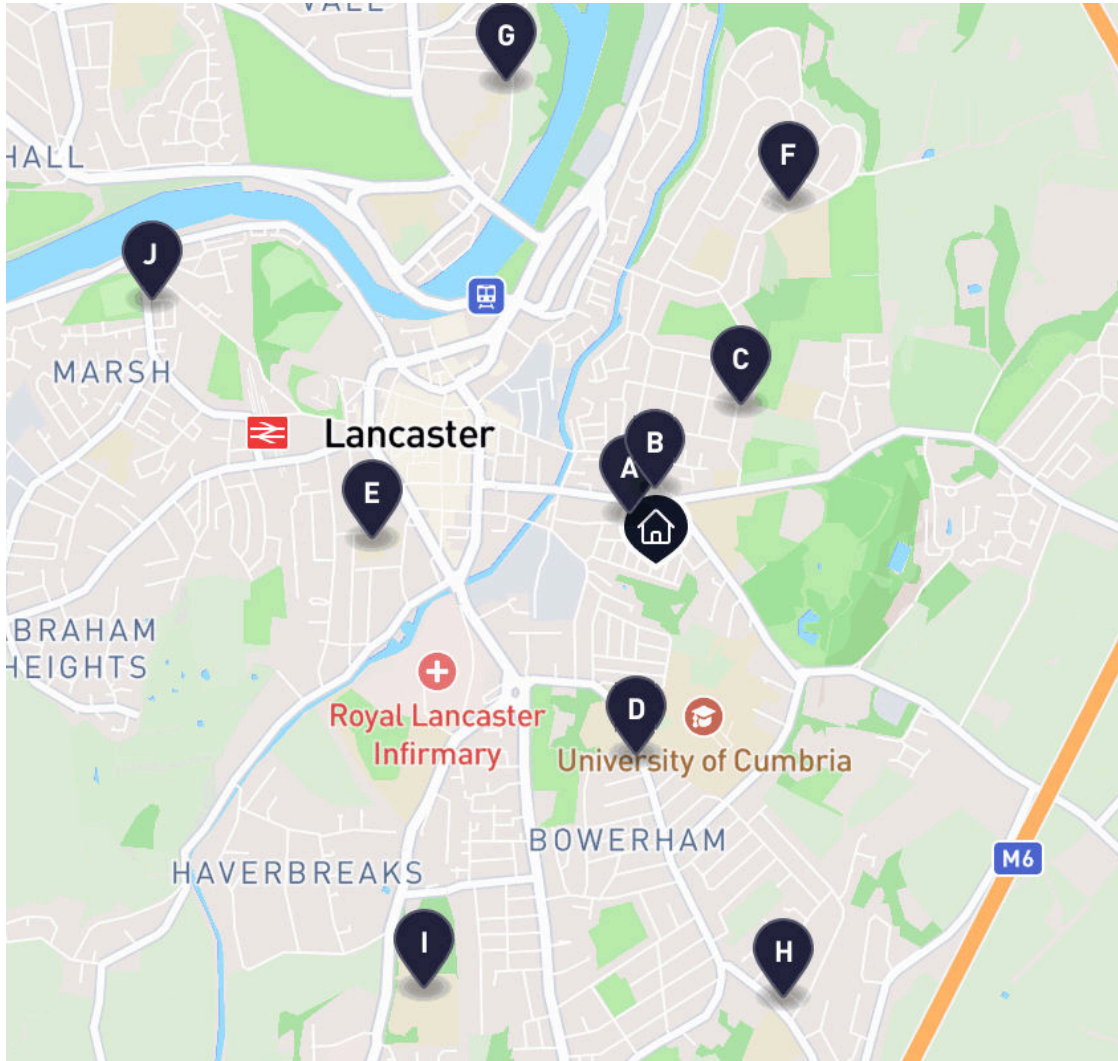 VALE
G
HALL
F
J
C
MARSH
Lancaster
B
A
E
ABRAHAM
HEIGHTS
Royal Lancaster
Infirmary
D
University of Cumbria
BOWERHAM
HAVERBREAKS
M6
I
H